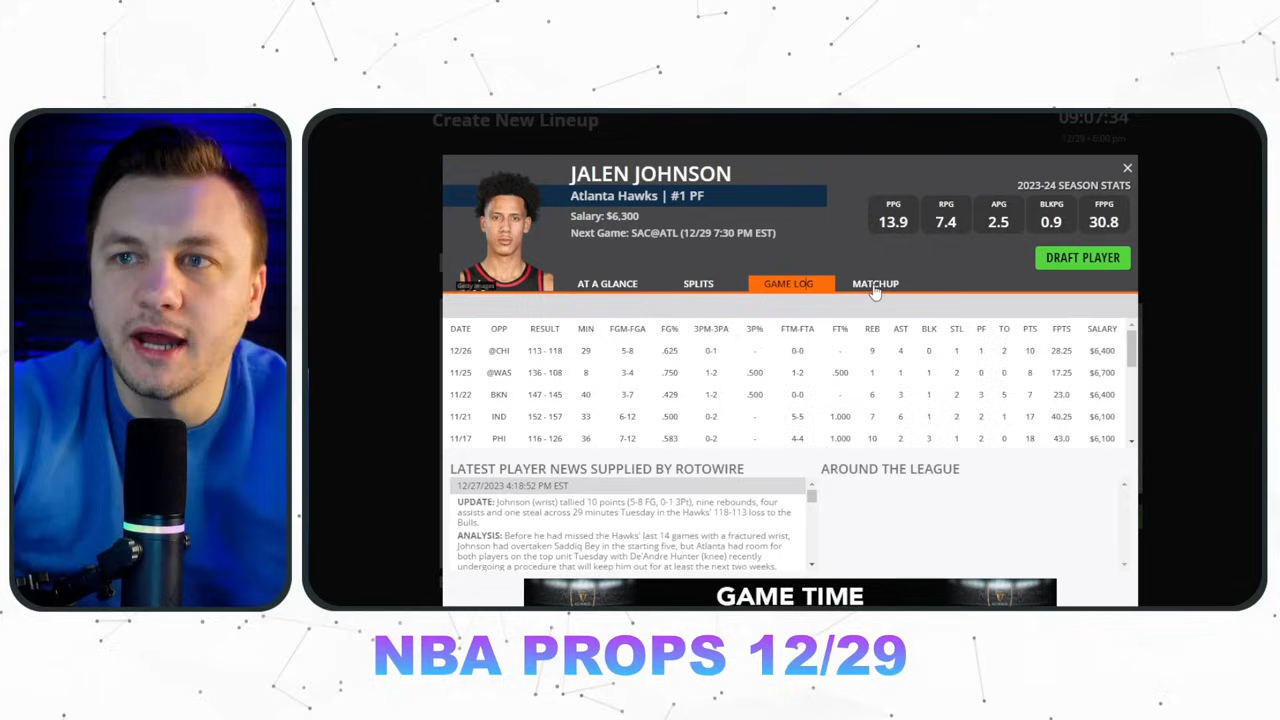 Create New Lineup
09:07:34
12/29 • 6:00 pm
JALEN JOHNSON
Atlanta Hawks | #1 PF
Salary: $6,300
Next Game: SAC@ATL (12/29 7:30 PM EST)
2023-24 SEASON STATS
PPG RPG APG BLKPG FPPG
13.9 7.4 2.5 0.9 30.8
DRAFT PLAYER
Getty Images
AT A GLANCE SPLITS GAME LOG MATCHUP
DATE OPP RESULT MIN FGM-FGA FG% 3PM-3PA 3P% FTM-FTA FT% REB AST BLK STL PF TO PTS FPTS SALARY
12/26 @CHI 113 - 118 29 5-8 .625 0-1 - 0-0 - 9 4 0 1 1 2 10 28.25 $6,400
11/25 @WAS 136 - 108 8 3-4 .750 1-2 .500 1-2 .500 1 1 1 2 0 0 8 17.25 $6,700
11/22 BKN 147 - 145 40 3-7 .429 1-2 .500 0-0 - 6 3 1 2 3 5 7 23.0 $6,400
11/21 IND 152 - 157 33 6-12 .500 0-2 - 5-5 1.000 7 6 1 2 2 1 17 40.25 $6,100
11/17 PHI 116 - 126 36 7-12 .583 0-2 - 4-4 1.000 10 2 3 1 2 0 18 43.0 $6,100
LATEST PLAYER NEWS SUPPLIED BY ROTOWIRE
12/27/2023 4:18:52 PM EST
UPDATE: Johnson (wrist) tallied 10 points (5-8 FG, 0-1 3Pt), nine rebounds, four
assists and one steal across 29 minutes Tuesday in the Hawks' 118-113 loss to the
Bulls.
ANALYSIS: Before he had missed the Hawks' last 14 games with a fractured wrist,
Johnson had overtaken Saddiq Bey in the starting five, but Atlanta had room for
both players on the top unit Tuesday with De'Andre Hunter (knee) recently
undergoing a procedure that will keep him out for at least the next two weeks.
AROUND THE LEAGUE
GAME TIME
NBA PROPS 12/29